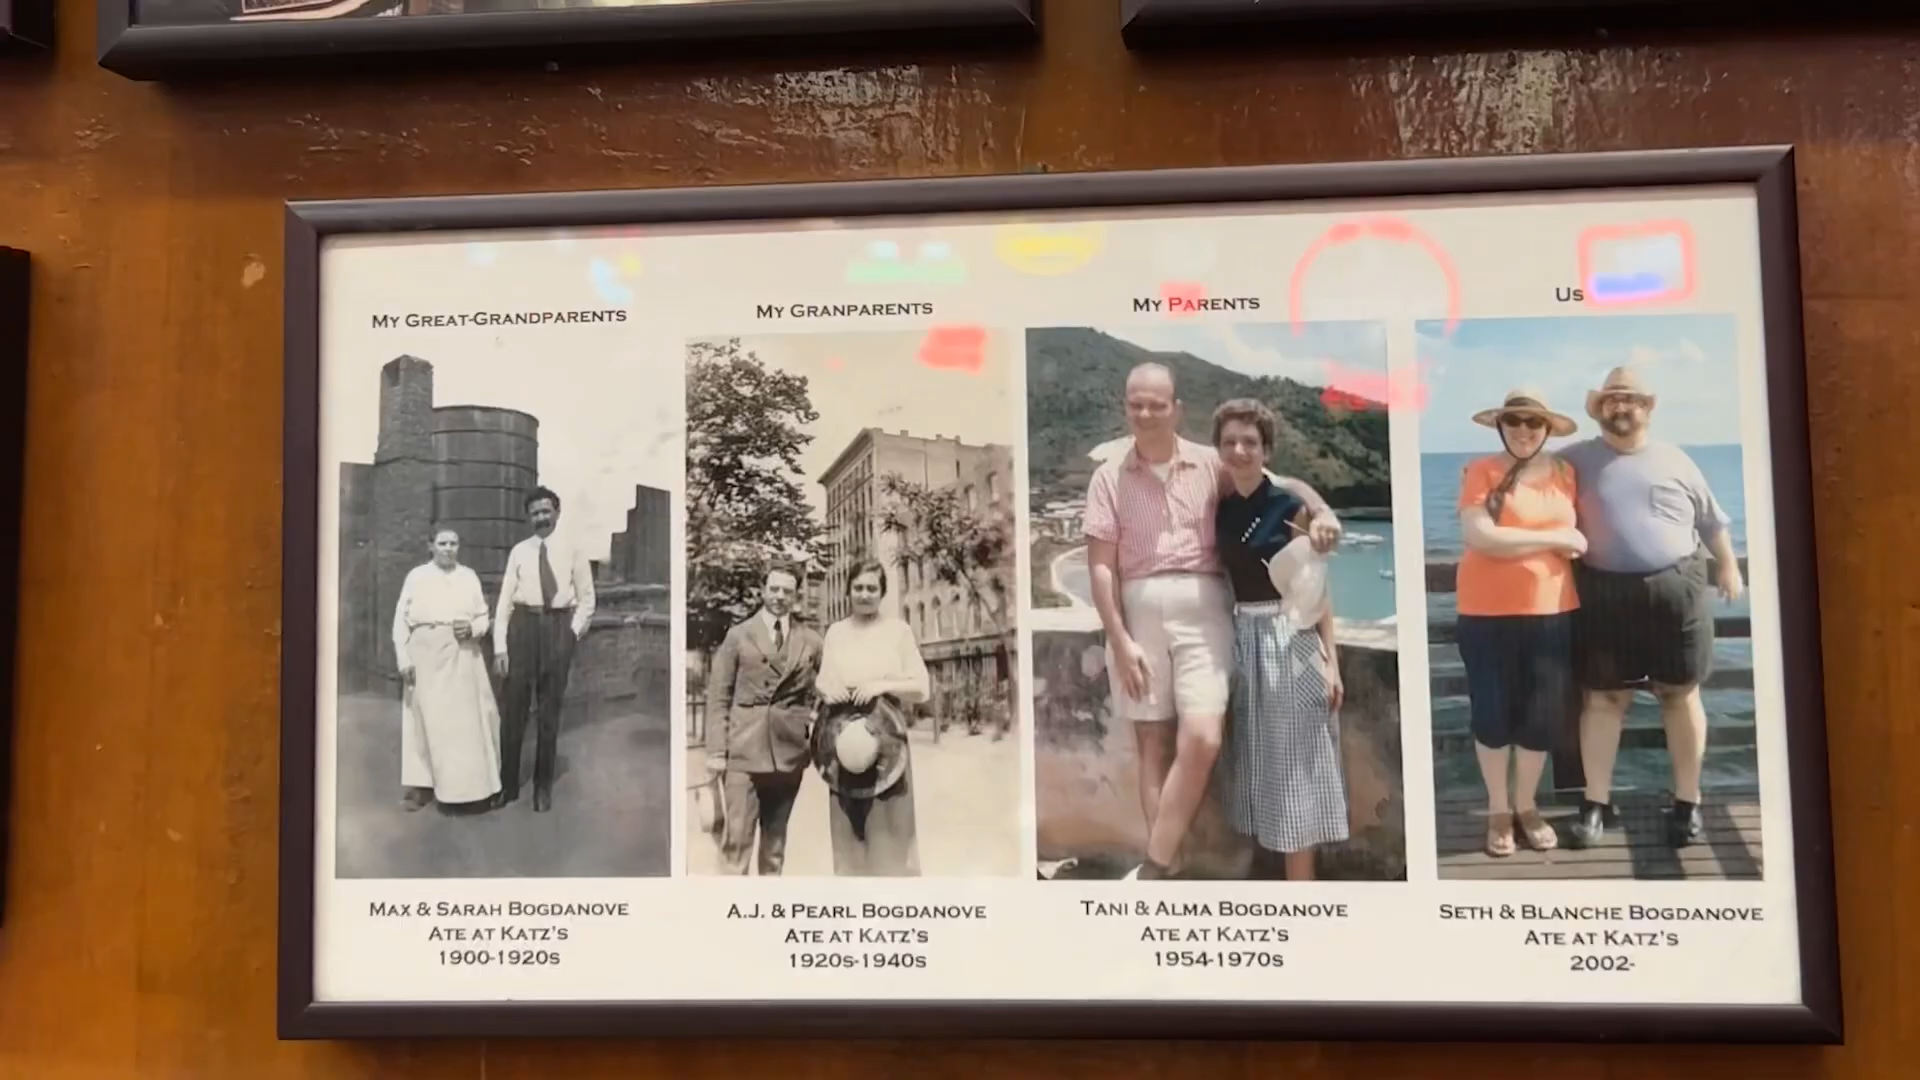 My Great-Grandparents
Max & Sarah Bogdanove
Ate at Katz's
1900-1920s
My Granparents
A.J. & Pearl Bogdanove
Ate at Katz's
1920s-1940s
My Parents
Tani & Alma Bogdanove
Ate at Katz's
1954-1970s
Us
Seth & Blanche Bogdanove
Ate at Katz's
2002-